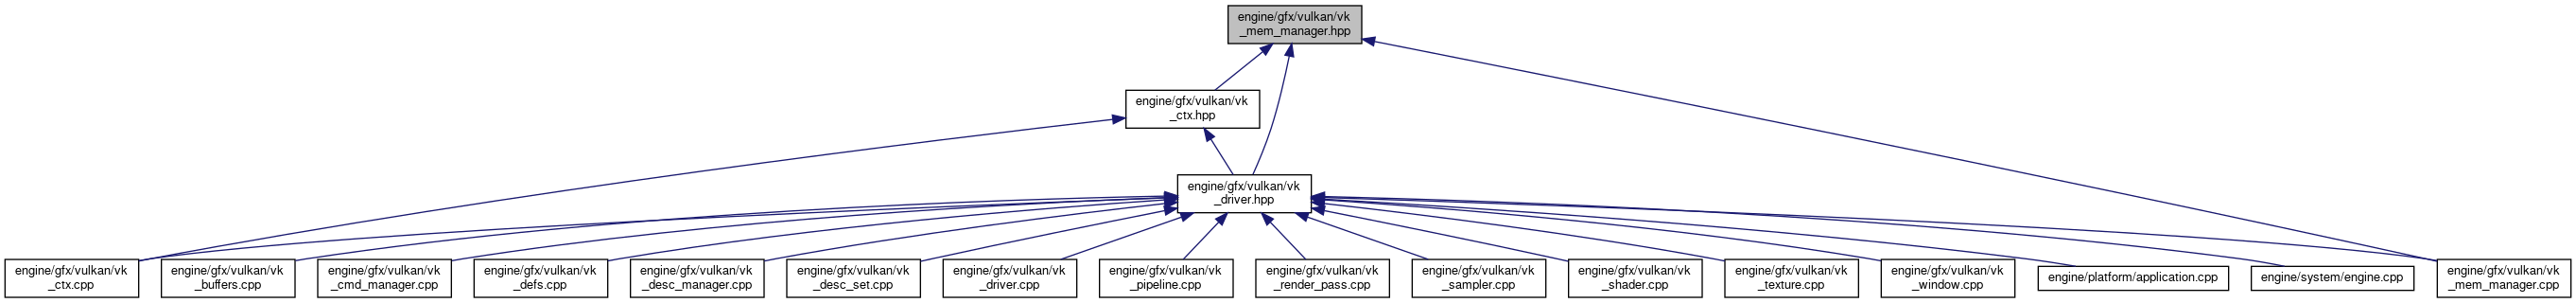 engine/gfx/vulkan/vk
_mem_manager.hpp
engine/gfx/vulkan/vk
_ctx.hpp
engine/gfx/vulkan/vk
_driver.hpp
engine/gfx/vulkan/vk
_ctx.cpp
engine/gfx/vulkan/vk
_buffers.cpp
engine/gfx/vulkan/vk
_cmd_manager.cpp
engine/gfx/vulkan/vk
_defs.cpp
engine/gfx/vulkan/vk
_desc_manager.cpp
engine/gfx/vulkan/vk
_desc_set.cpp
engine/gfx/vulkan/vk
_driver.cpp
engine/gfx/vulkan/vk
_pipeline.cpp
engine/gfx/vulkan/vk
_render_pass.cpp
engine/gfx/vulkan/vk
_sampler.cpp
engine/gfx/vulkan/vk
_shader.cpp
engine/gfx/vulkan/vk
_texture.cpp
engine/gfx/vulkan/vk
_window.cpp
engine/platform/application.cpp
engine/system/engine.cpp
engine/gfx/vulkan/vk
_mem_manager.cpp